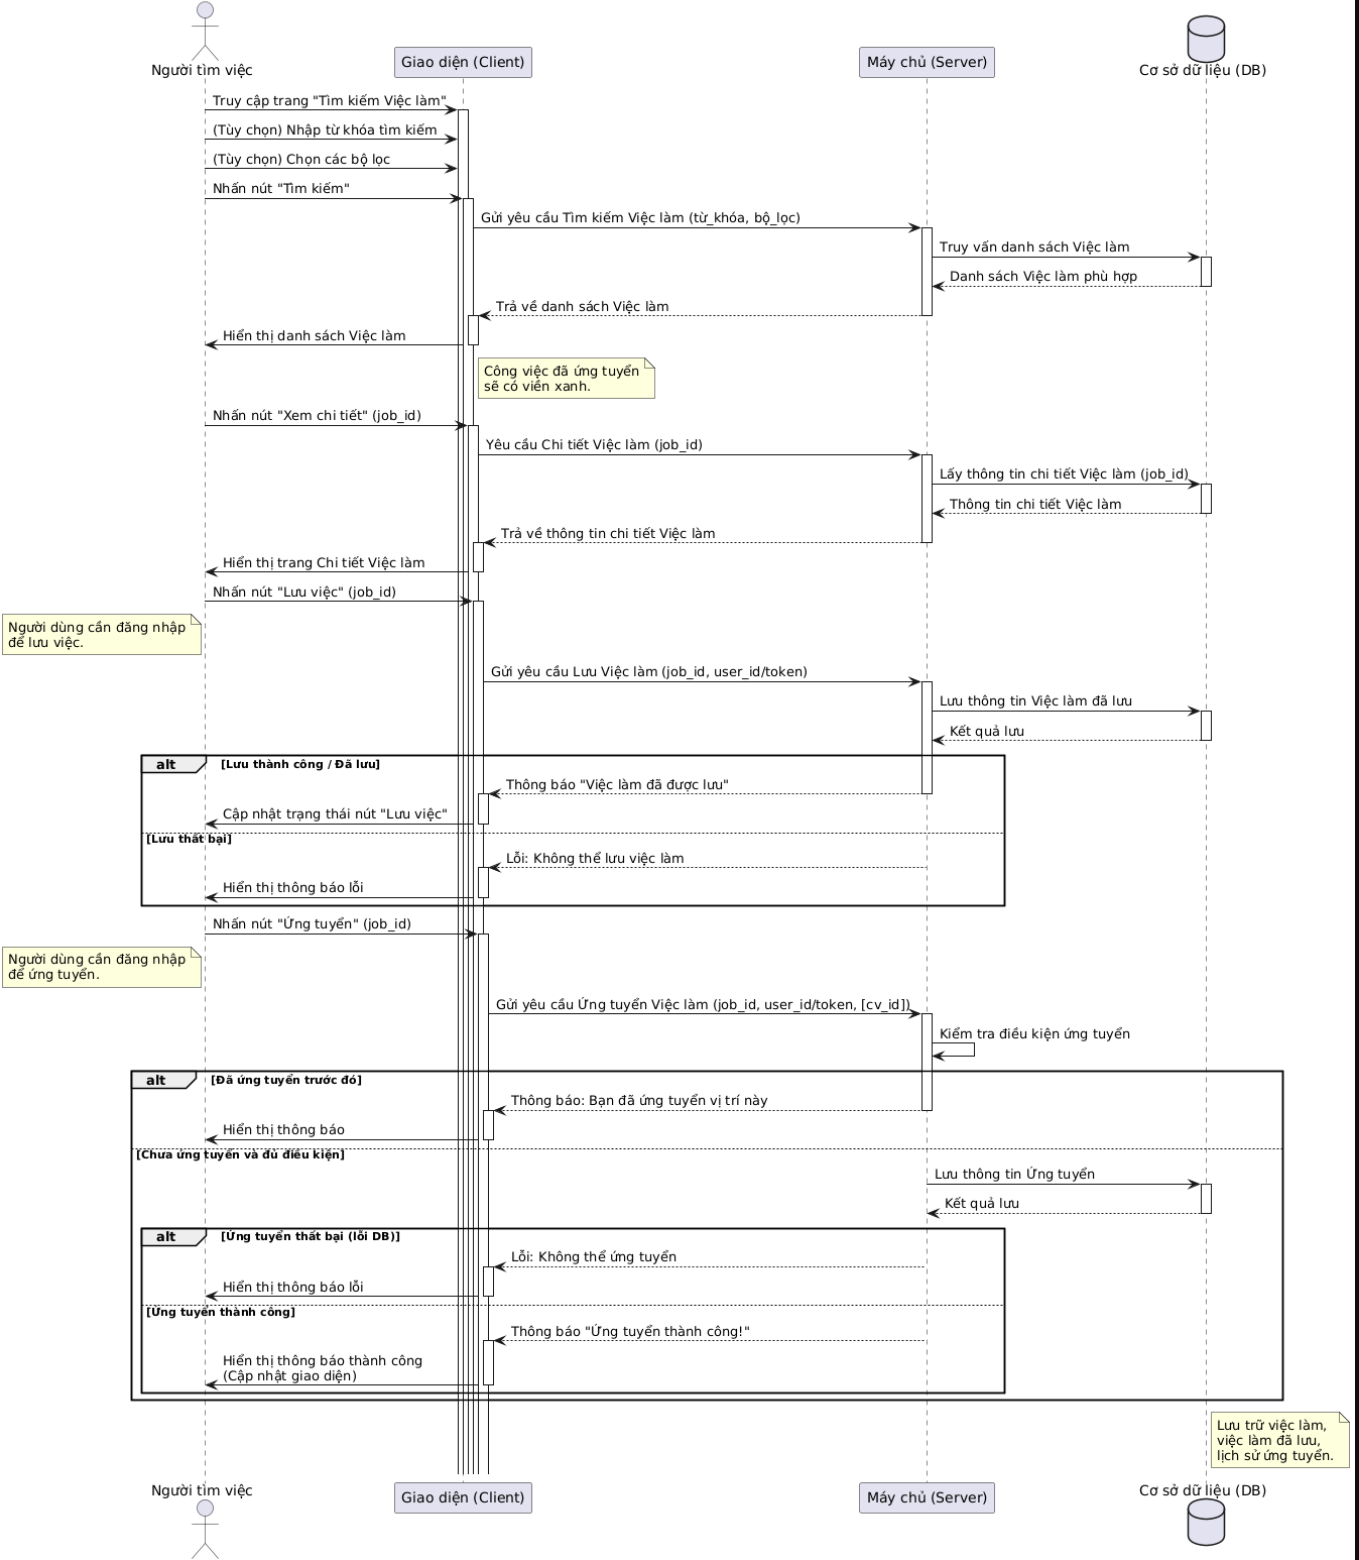 Người tìm việc
Giao diện (Client)
Máy chủ (Server)
Cơ sở dữ liệu (DB)
Truy cập trang "Tìm kiếm Việc làm"
(Tùy chọn) Nhập từ khóa tìm kiếm
(Tùy chọn) Chọn các bộ lọc
Nhấn nút "Tìm kiếm"
Gửi yêu cầu Tìm kiếm Việc làm (từ_khóa, bộ_lọc)
Truy vấn danh sách Việc làm
Danh sách Việc làm phù hợp
Trả về danh sách Việc làm
Hiển thị danh sách Việc làm
Công việc đã ứng tuyển
sẽ có viền xanh.
Nhấn nút "Xem chi tiết" (job_id)
Yêu cầu Chi tiết Việc làm (job_id)
Lấy thông tin chi tiết Việc làm (job_id)
Thông tin chi tiết Việc làm
Trả về thông tin chi tiết Việc làm
Hiển thị trang Chi tiết Việc làm
Nhấn nút "Lưu việc" (job_id)
Người dùng cần đăng nhập
để lưu việc.
Gửi yêu cầu Lưu Việc làm (job_id, user_id/token)
Lưu thông tin Việc làm đã lưu
Kết quả lưu
alt [Lưu thành công / Đã lưu]
Thông báo "Việc làm đã được lưu"
Cập nhật trạng thái nút "Lưu việc"
[Lưu thất bại]
Lỗi: Không thể lưu việc làm
Hiển thị thông báo lỗi
Nhấn nút "Ứng tuyển" (job_id)
Người dùng cần đăng nhập
để ứng tuyển.
Gửi yêu cầu Ứng tuyển Việc làm (job_id, user_id/token, [cv_id])
Kiểm tra điều kiện ứng tuyển
alt [Đã ứng tuyển trước đó]
Thông báo: Bạn đã ứng tuyển vị trí này
Hiển thị thông báo
[Chưa ứng tuyển và đủ điều kiện]
Lưu thông tin Ứng tuyển
Kết quả lưu
alt [Ứng tuyển thất bại (lỗi DB)]
Lỗi: Không thể ứng tuyển
Hiển thị thông báo lỗi
[Ứng tuyển thành công]
Thông báo "Ứng tuyển thành công!"
Hiển thị thông báo thành công
(Cập nhật giao diện)
Lưu trữ việc làm,
việc làm đã lưu,
lịch sử ứng tuyển.
Người tìm việc
Giao diện (Client)
Máy chủ (Server)
Cơ sở dữ liệu (DB)